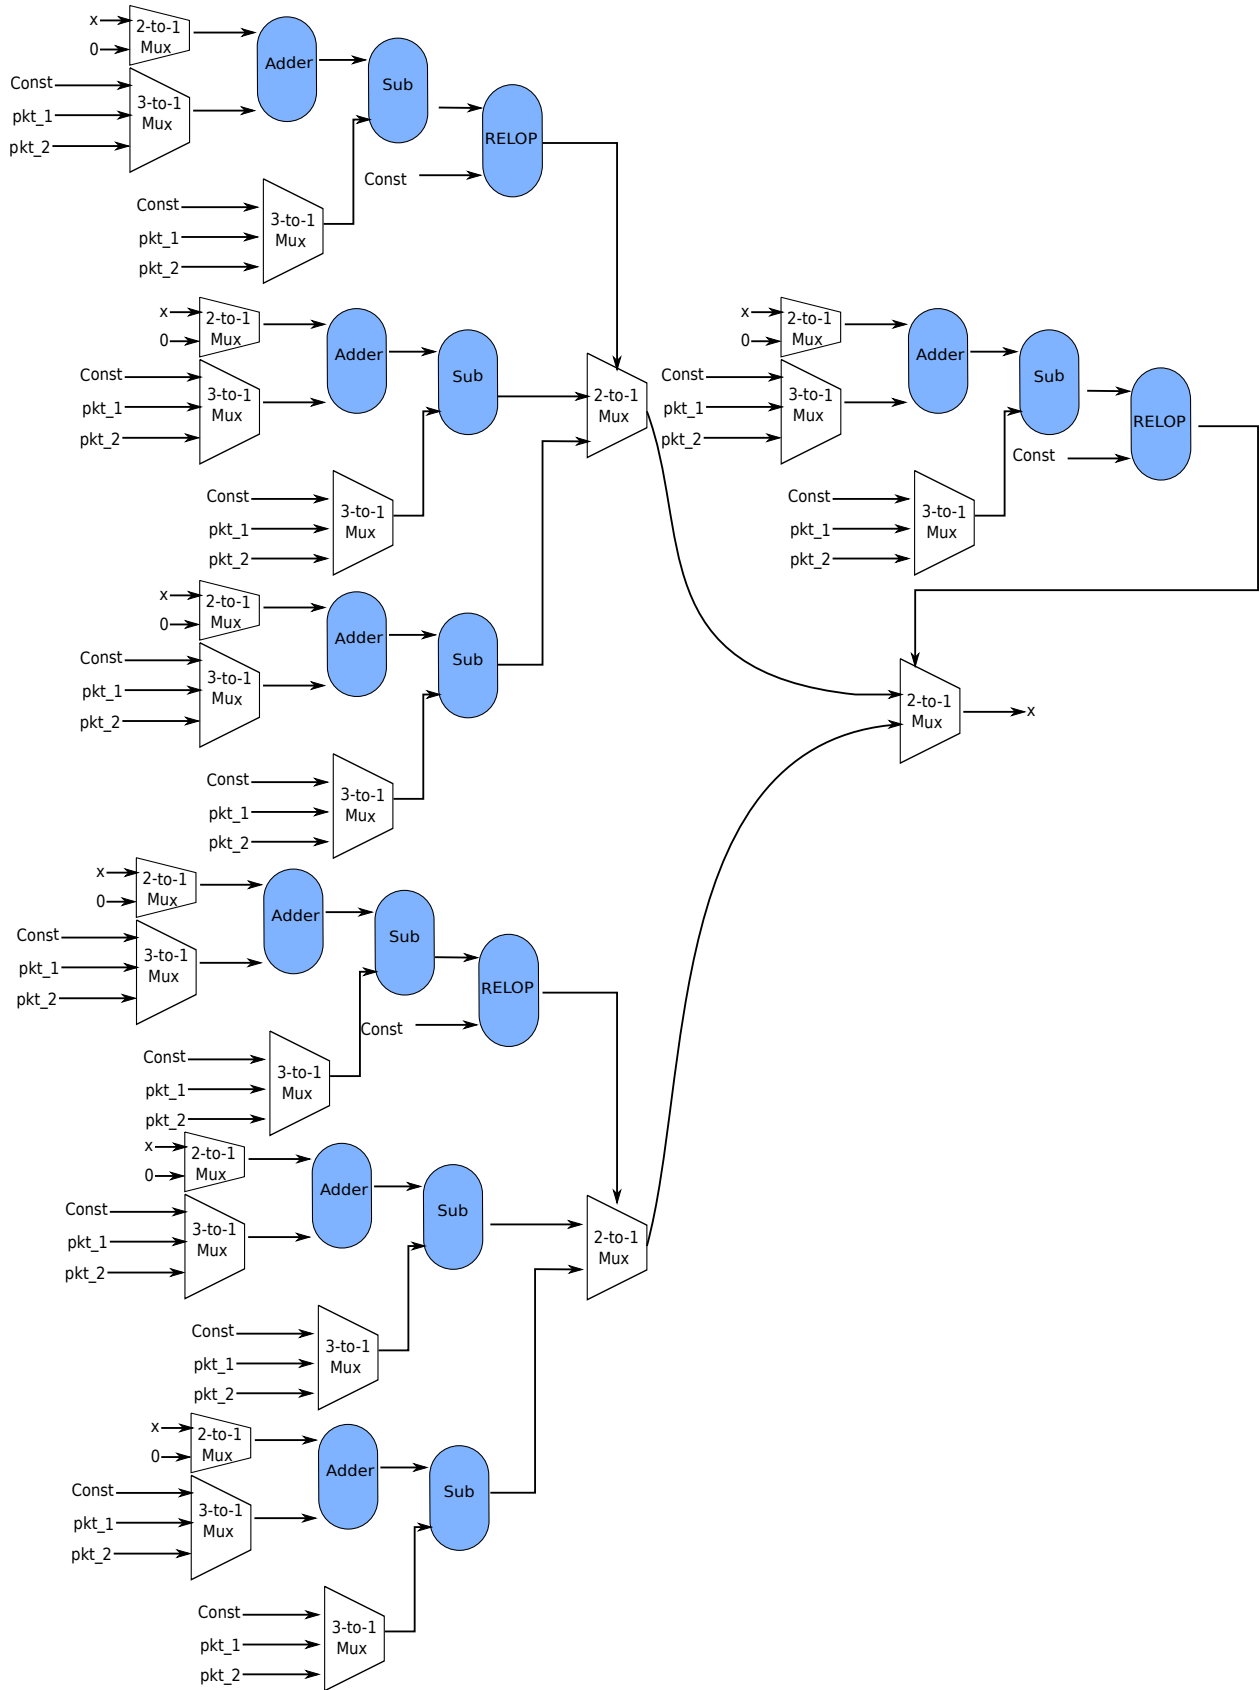 x
0
2-to-1
Mux
Const
pkt_1
pkt_2
3-to-1
Mux
Adder
Sub
RELOP
Const
Const
pkt_1
pkt_2
3-to-1
Mux
x
0
2-to-1
Mux
Const
pkt_1
pkt_2
3-to-1
Mux
Adder
Sub
Const
pkt_1
pkt_2
3-to-1
Mux
2-to-1
Mux
x
0
2-to-1
Mux
Const
pkt_1
pkt_2
3-to-1
Mux
Adder
Sub
RELOP
Const
Const
pkt_1
pkt_2
3-to-1
Mux
x
0
2-to-1
Mux
Const
pkt_1
pkt_2
3-to-1
Mux
Adder
Sub
Const
pkt_1
pkt_2
3-to-1
Mux
2-to-1
Mux
x
x
0
2-to-1
Mux
Const
pkt_1
pkt_2
3-to-1
Mux
Adder
Sub
RELOP
Const
Const
pkt_1
pkt_2
3-to-1
Mux
x
0
2-to-1
Mux
Const
pkt_1
pkt_2
3-to-1
Mux
Adder
Sub
Const
pkt_1
pkt_2
3-to-1
Mux
2-to-1
Mux
x
0
2-to-1
Mux
Const
pkt_1
pkt_2
3-to-1
Mux
Adder
Sub
Const
pkt_1
pkt_2
3-to-1
Mux